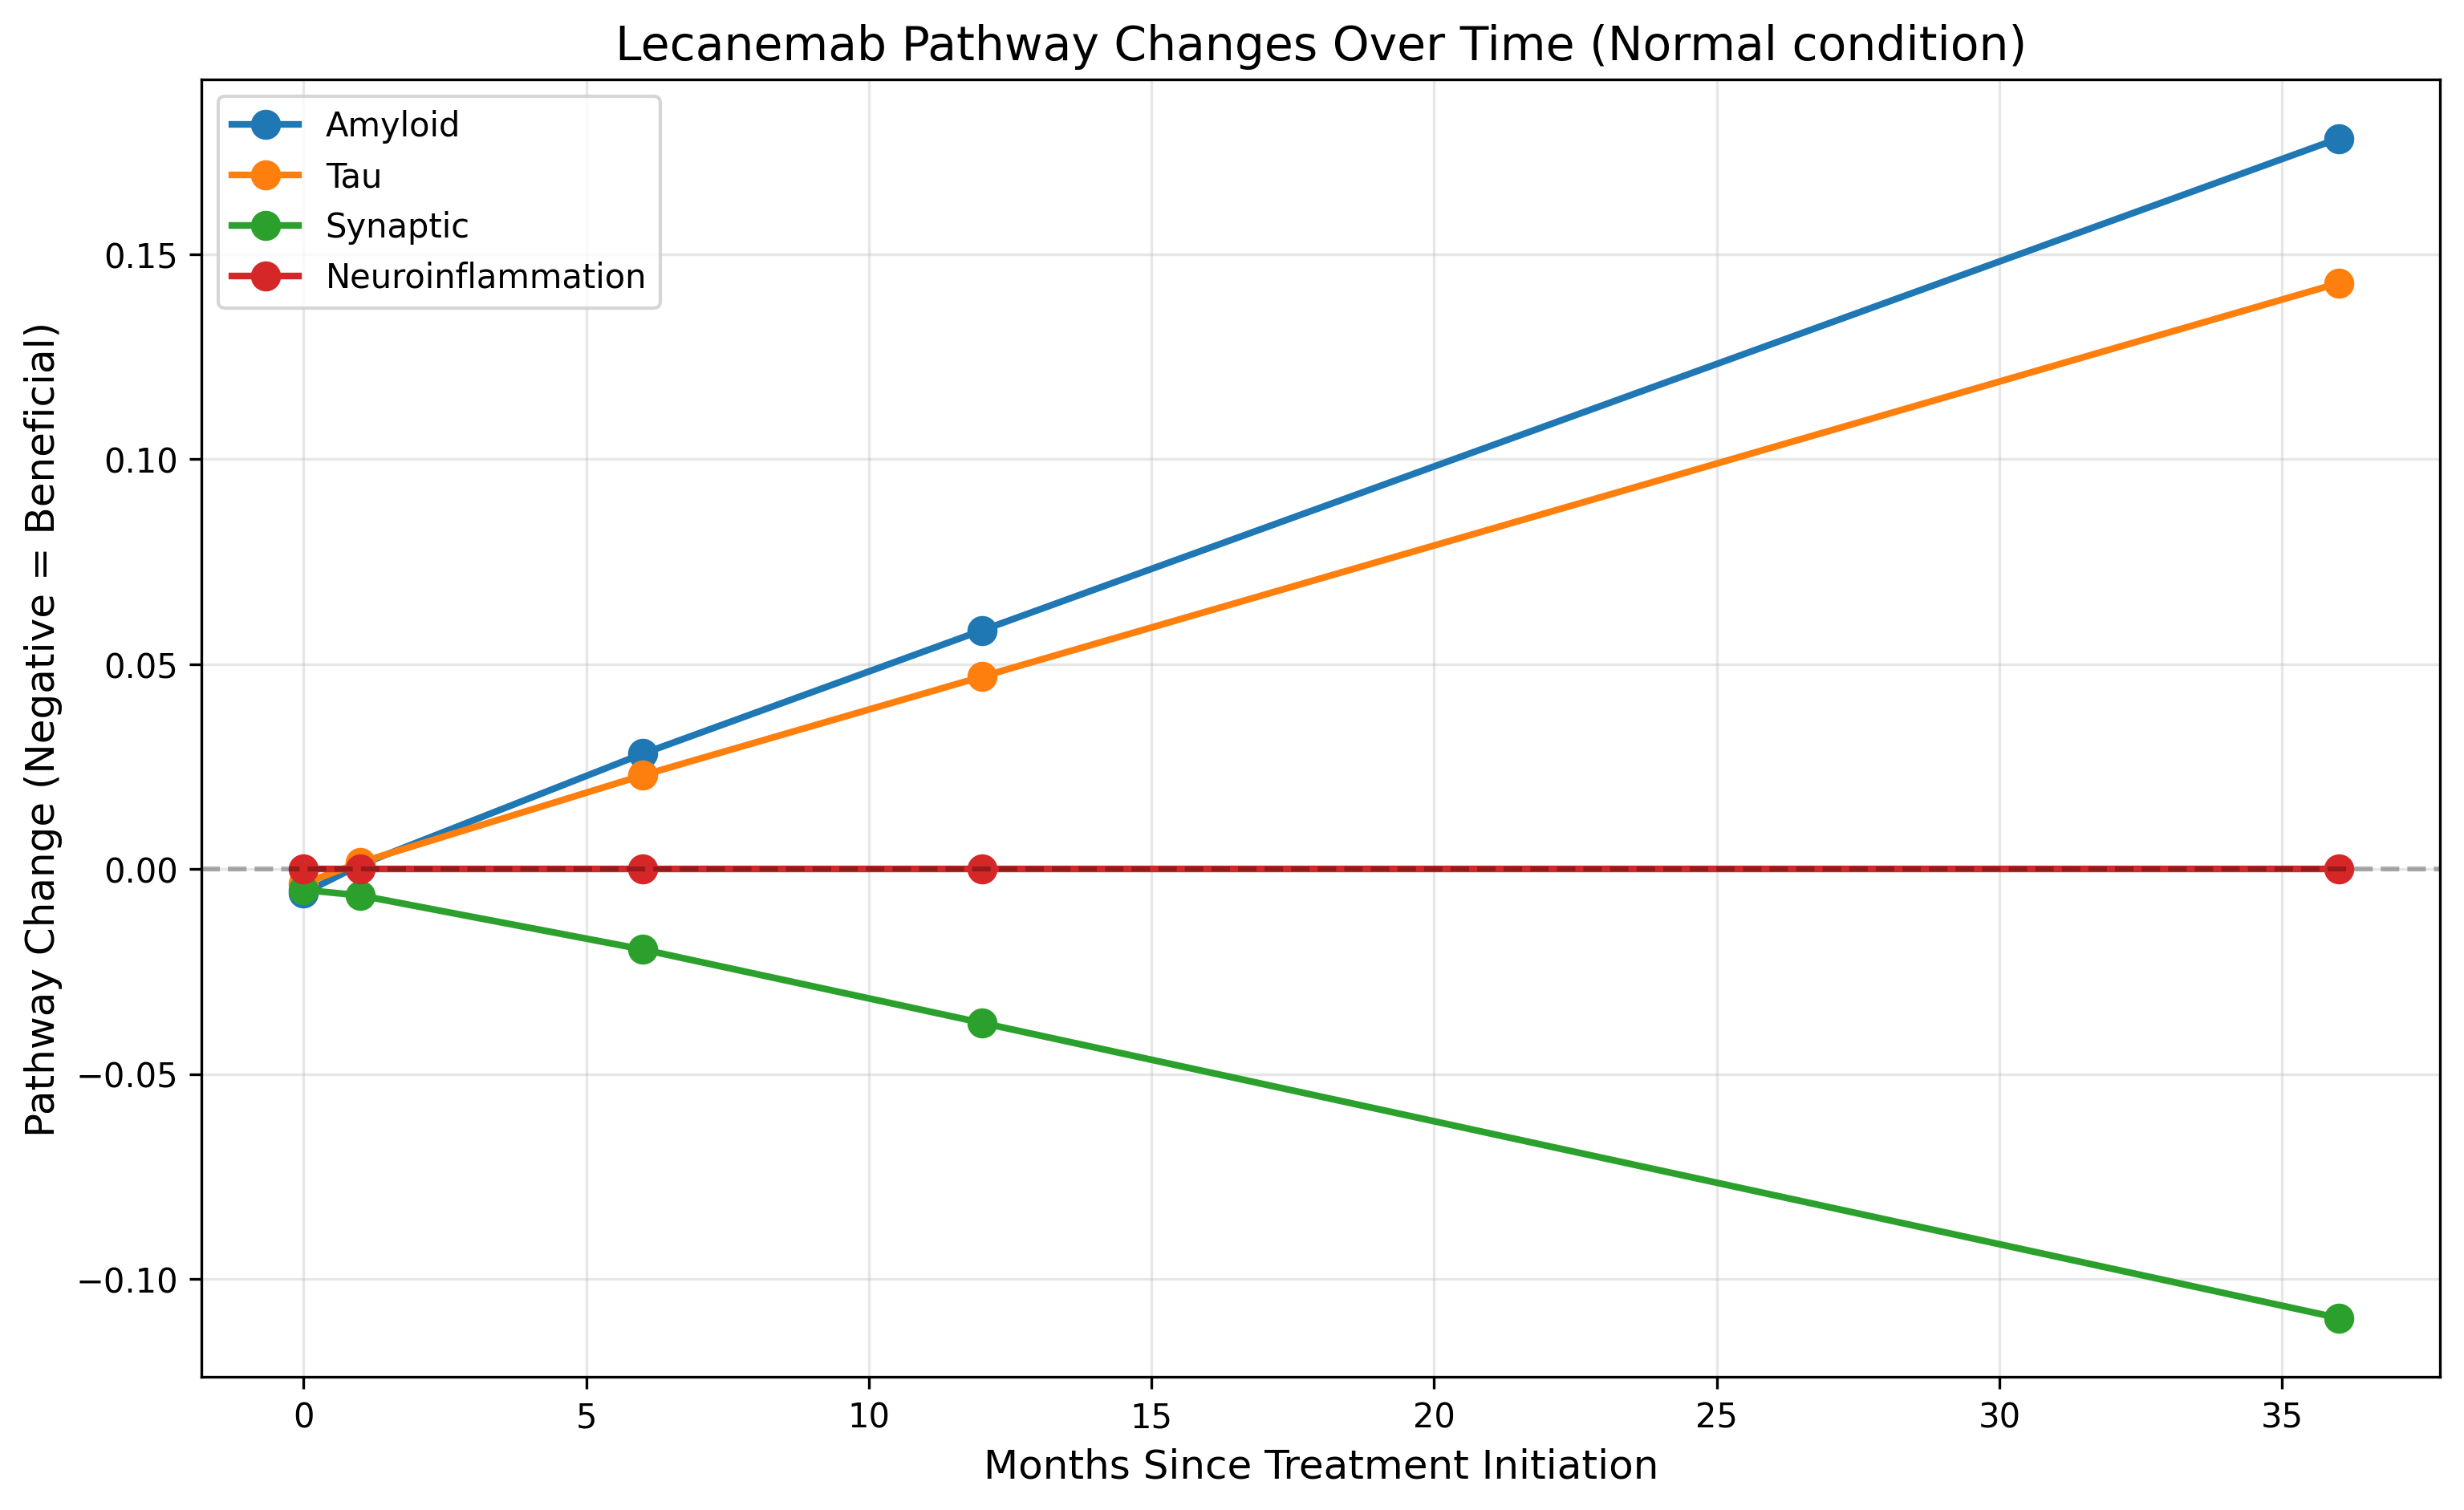 Lecanemab Pathway Changes Over Time (Normal condition)
Amyloid
Tau
Synaptic
Neuroinflammation
Pathway Change (Negative = Beneficial)
0.15
0.10
0.05
0.00
−0.05
−0.10
0 5 10 15 20 25 30 35
Months Since Treatment Initiation